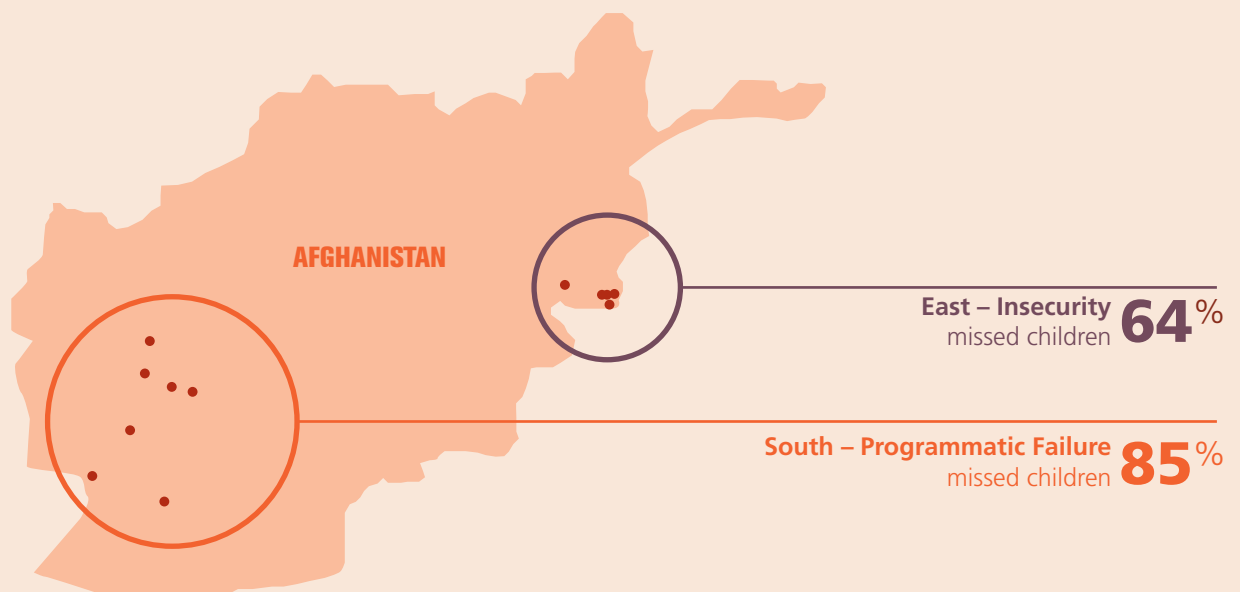 AFGHANISTAN
East – Insecurity
missed children 64%
South – Programmatic Failure
missed children 85%